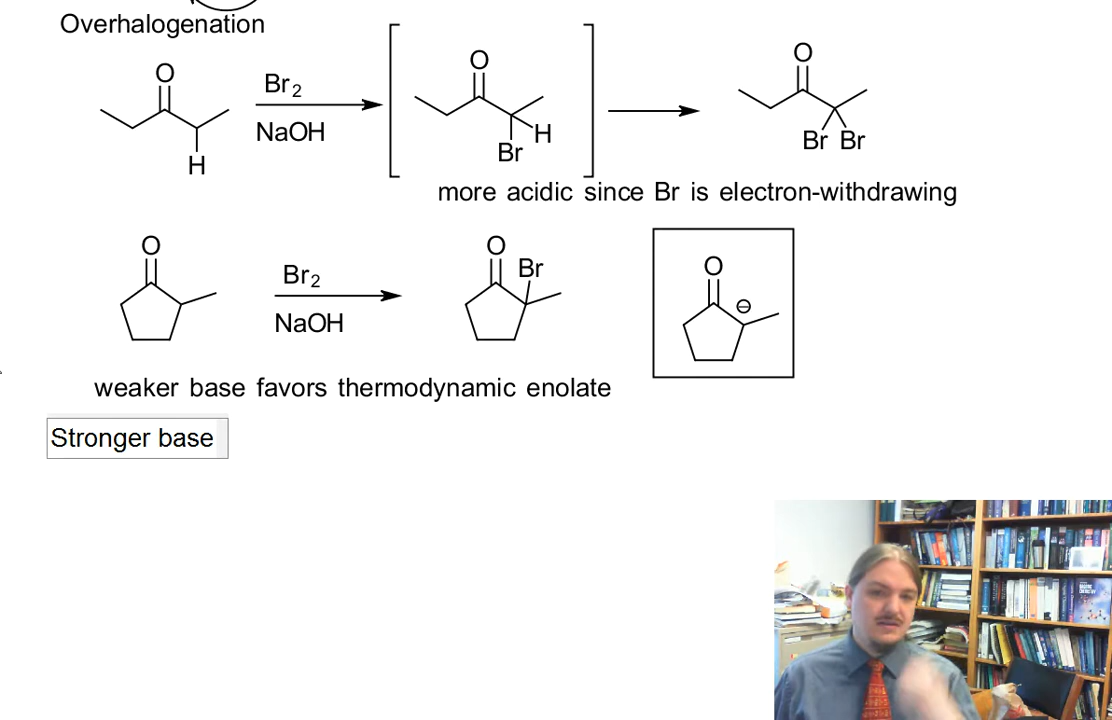 Overhalogenation
O
H
Br2
NaOH
O
H
Br
O
Br Br
more acidic since Br is electron-withdrawing
O
Br2
NaOH
O
Br
O
⊖
weaker base favors thermodynamic enolate
Stronger base